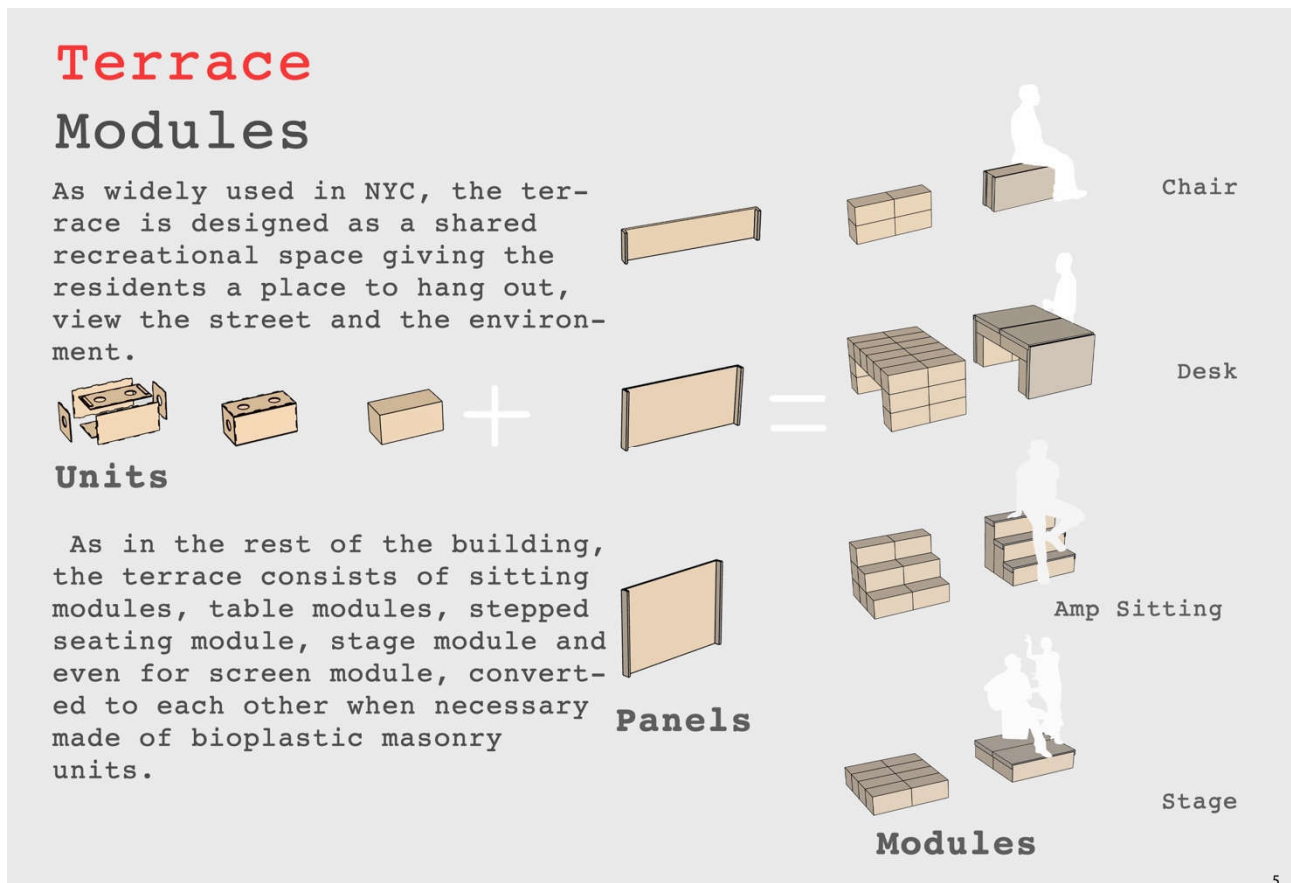 Terrace
Modules
As widely used in NYC, the ter-
race is designed as a shared
recreational space giving the
residents a place to hang out,
view the street and the environ-
ment.
Units
As in the rest of the building,
the terrace consists of sitting
modules, table modules, stepped
seating module, stage module and
even for screen module, convert-
ed to each other when necessary
made of bioplastic masonry
units.
+
=
Panels
Chair
Desk
Amp Sitting
Stage
Modules
5